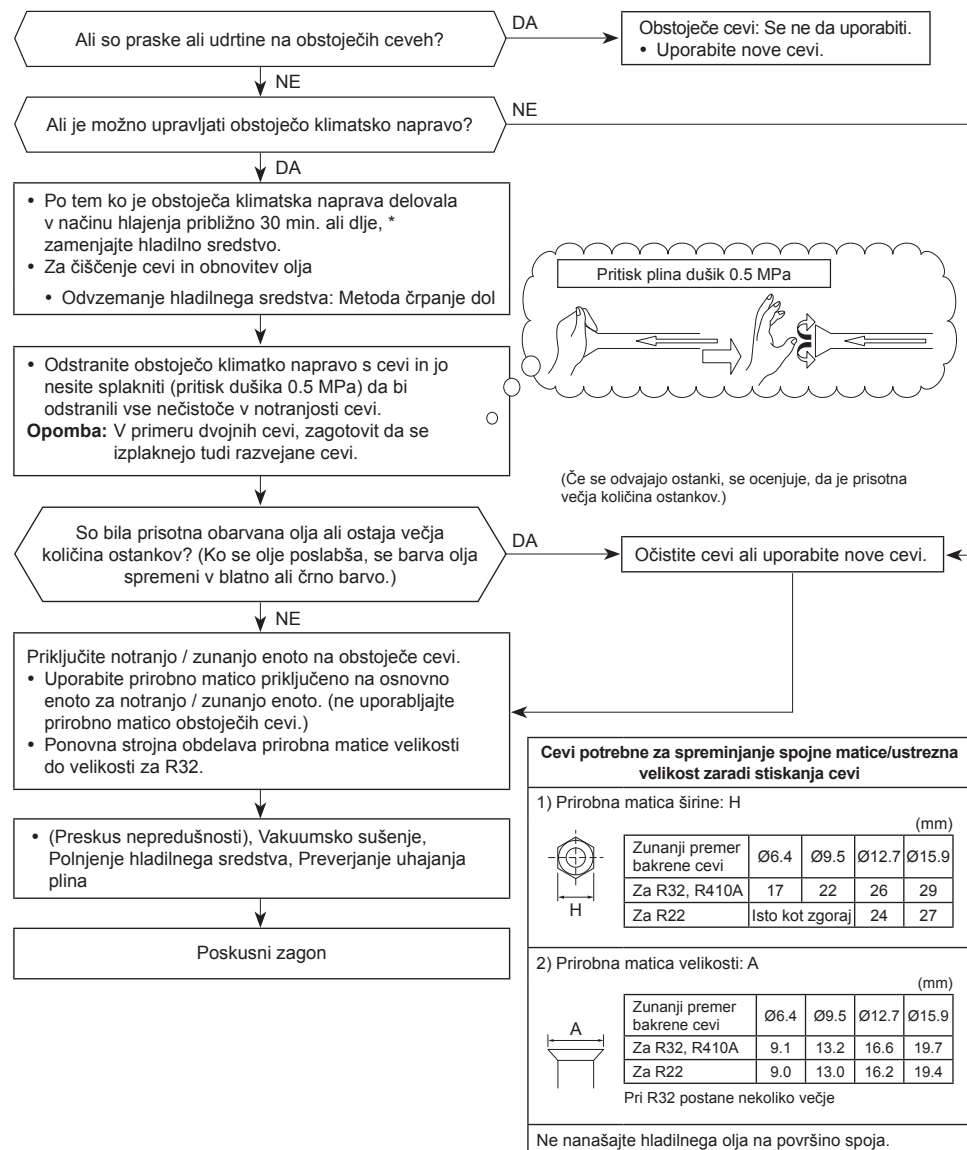 Ali so praske ali udrtine na obstoječih ceveh?
DA
Obstoječe cevi: Se ne da uporabiti.
• Uporabite nove cevi.
NE
Ali je možno upravljati obstoječo klimatsko napravo?
NE
DA
• Po tem ko je obstoječa klimatska naprava delovala
v načinu hlajenja približno 30 min. ali dlje, *
zamenjajte hladilno sredstvo.
• Za čiščenje cevi in obnovitev olja
• Odvzemanje hladilnega sredstva: Metoda črpanje dol
Pritisk plina dušik 0.5 MPa
• Odstranite obstoječo klimatko napravo s cevi in jo
nesite splakniti (pritisk dušika 0.5 MPa) da bi
odstranili vse nečistoče v notranjosti cevi.
Opomba: V primeru dvojnih cevi, zagotovit da se
izplaknejo tudi razvejane cevi.
(Če se odvajajo ostanki, se ocenjuje, da je prisotna
večja količina ostankov.)
So bila prisotna obarvana olja ali ostaja večja
količina ostankov? (Ko se olje poslabša, se barva olja
spremeni v blatno ali črno barvo.)
DA
Očistite cevi ali uporabite nove cevi.
NE
Priključite notranjo / zunanjo enoto na obstoječe cevi.
• Uporabite prirobno matico priključeno na osnovno
enoto za notranjo / zunanjo enoto. (ne uporabljajte
prirobno matico obstoječih cevi.)
• Ponovna strojna obdelava prirobna matice velikosti
do velikosti za R32.
• (Preskus nepredušnosti), Vakuumsko sušenje,
Polnjenje hladilnega sredstva, Preverjanje uhajanja
plina
Poskusni zagon
Cevi potrebne za spreminjanje spojne matice/ustrezna
velikost zaradi stiskanja cevi
1) Prirobna matica širine: H
(mm)
H
Zunanji premer
bakrene cevi
Ø6.4 Ø9.5 Ø12.7 Ø15.9
Za R32, R410A 17 22 26 29
Za R22 Isto kot zgoraj 24 27
2) Prirobna matica velikosti: A
(mm)
A
Zunanji premer
bakrene cevi
Ø6.4 Ø9.5 Ø12.7 Ø15.9
Za R32, R410A 9.1 13.2 16.6 19.7
Za R22 9.0 13.0 16.2 19.4
Pri R32 postane nekoliko večje
Ne nanašajte hladilnega olja na površino spoja.